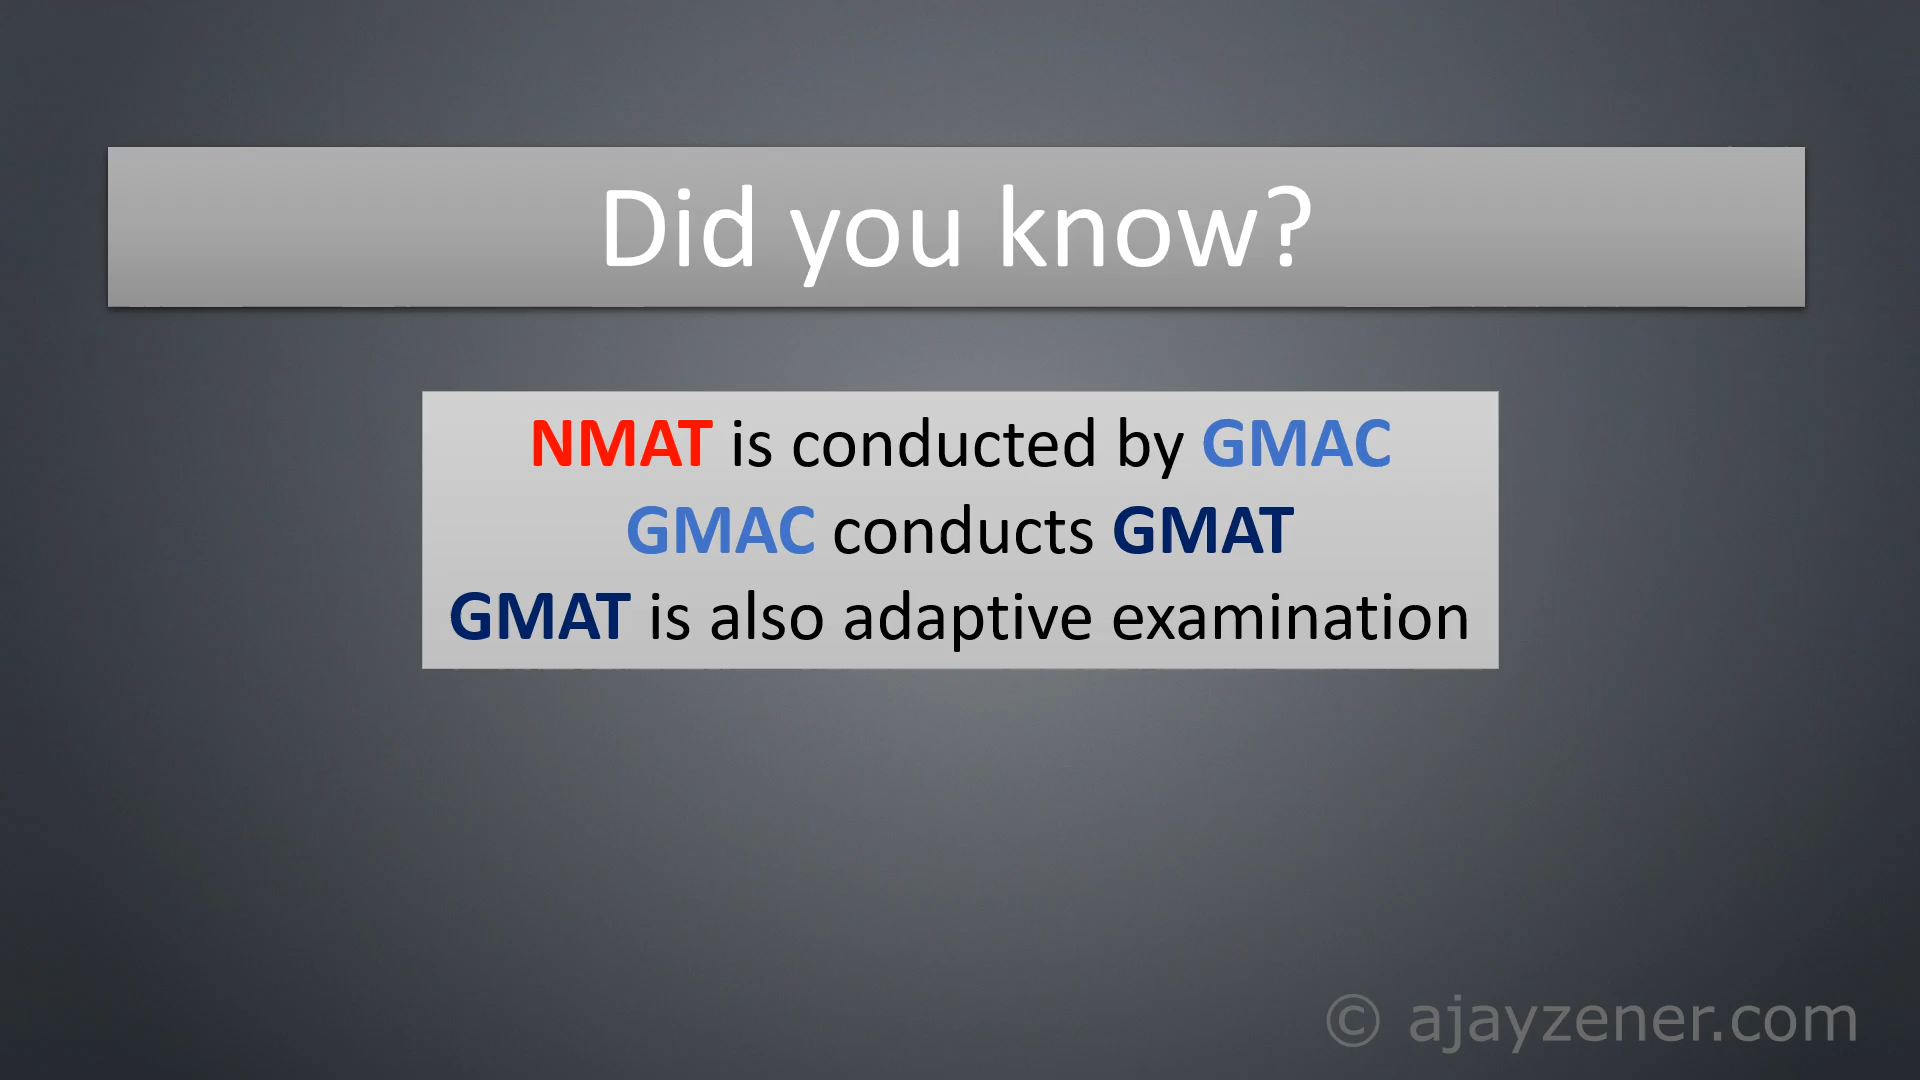 Did you know?
NMAT is conducted by GMAC
GMAC conducts GMAT
GMAT is also adaptive examination
© ajayzener.com